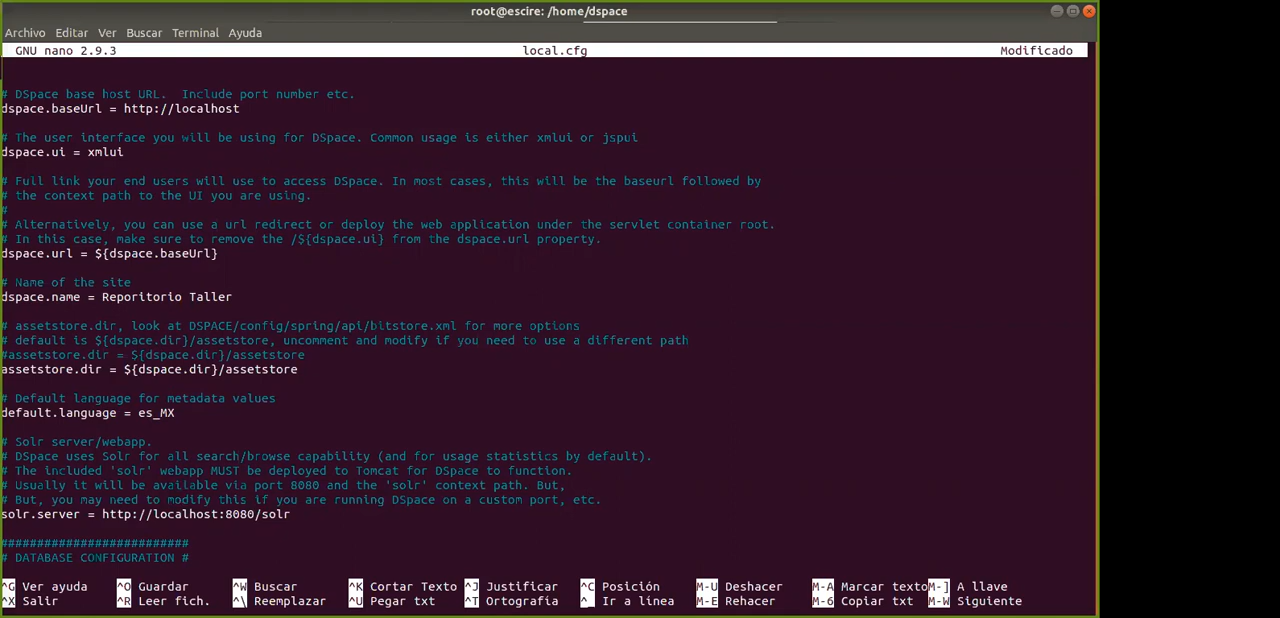 root@escire: /home/dspace
Archivo Editar Ver Buscar Terminal Ayuda
GNU nano 2.9.3 local.cfg Modificado
# DSpace base host URL.  Include port number etc.
dspace.baseUrl = http://localhost
# The user interface you will be using for DSpace. Common usage is either xmlui or jspui
dspace.ui = xmlui
# Full link your end users will use to access DSpace. In most cases, this will be the baseurl followed by
# the context path to the UI you are using.
#
# Alternatively, you can use a url redirect or deploy the web application under the servlet container root.
# In this case, make sure to remove the /${dspace.ui} from the dspace.url property.
dspace.url = ${dspace.baseUrl}
# Name of the site
dspace.name = Reporitorio Taller
# assetstore.dir, look at DSPACE/config/spring/api/bitstore.xml for more options
# default is ${dspace.dir}/assetstore, uncomment and modify if you need to use a different path
#assetstore.dir = ${dspace.dir}/assetstore
assetstore.dir = ${dspace.dir}/assetstore
# Default language for metadata values
default.language = es_MX
# Solr server/webapp.
# DSpace uses Solr for all search/browse capability (and for usage statistics by default).
# The included 'solr' webapp MUST be deployed to Tomcat for DSpace to function.
# Usually it will be available via port 8080 and the 'solr' context path. But,
# But, you may need to modify this if you are running DSpace on a custom port, etc.
solr.server = http://localhost:8080/solr
##########################
# DATABASE CONFIGURATION #
^G Ver ayuda ^O Guardar ^W Buscar ^K Cortar Texto ^J Justificar ^C Posición M-U Deshacer M-A Marcar texto M-] A llave
^X Salir ^R Leer fich. ^\ Reemplazar ^U Pegar txt ^T Ortografía ^_ Ir a línea M-E Rehacer M-6 Copiar txt M-W Siguiente